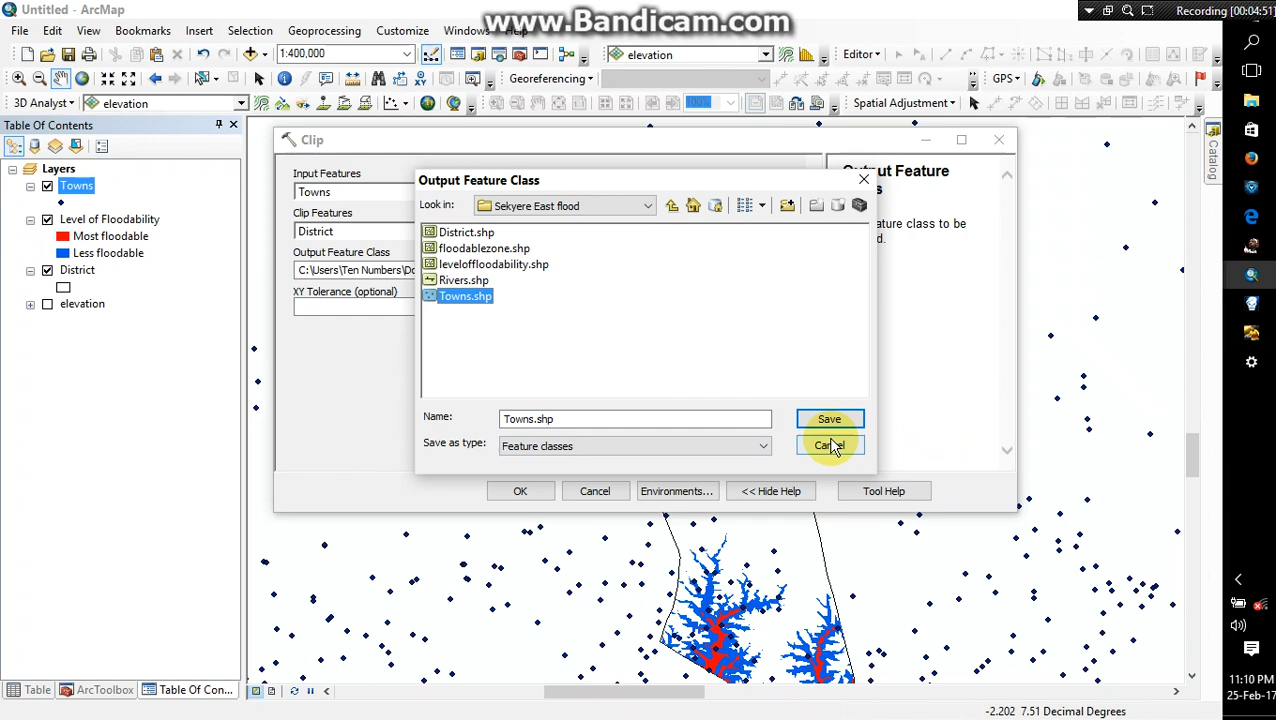 Untitled - ArcMap
www.Bandicam.com
Recording [00:04:51]
File Edit View Bookmarks Insert Selection Geoprocessing Customize Windows
1:400,000
elevation
Editor
Georeferencing
GPS
3D Analyst
elevation
100%
Spatial Adjustment
Table Of Contents
Layers
Towns
Level of Floodability
Most floodable
Less floodable
District
elevation
Clip
Input Features
Towns
Clip Features
District
Output Feature Class
C:\Users\Ten Numbers\Do
XY Tolerance (optional)
Output Feature
ature class to be
d.
Output Feature Class
Look in:
Sekyere East flood
District.shp
floodablezone.shp
leveloffloodability.shp
Rivers.shp
Towns.shp
Name:
Towns.shp
Save
Save as type:
Feature classes
Cancel
OK Cancel Environments... << Hide Help Tool Help
Catalog
Table ArcToolbox Table Of Con...
-2.202 7.51 Decimal Degrees
11:10 PM
25-Feb-17